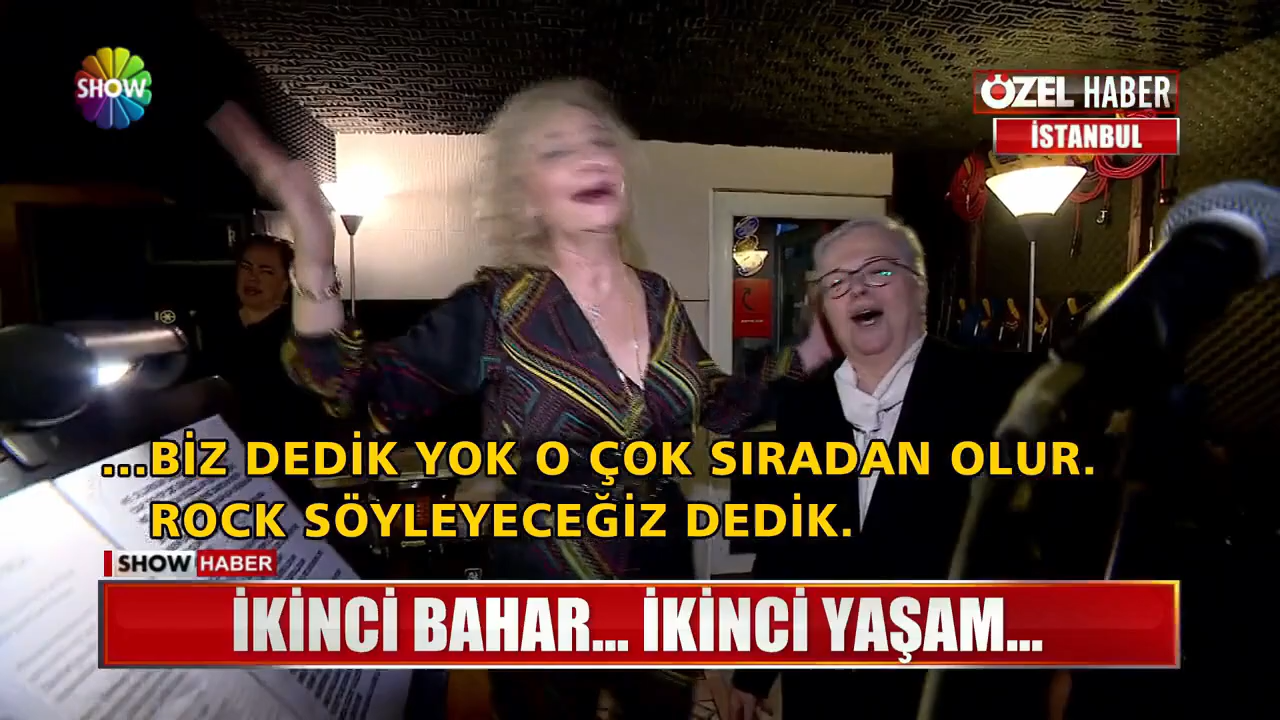 SHOW
ÖZEL HABER
İSTANBUL
...BİZ DEDİK YOK O ÇOK SIRADAN OLUR.
ROCK SÖYLEYECEĞİZ DEDİK.
SHOW HABER
İKİNCİ BAHAR... İKİNCİ YAŞAM...